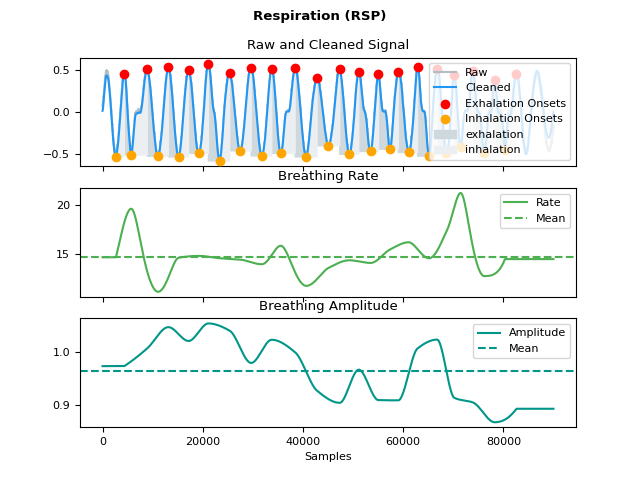 Respiration (RSP)
Raw and Cleaned Signal
0.5
0.0
−0.5
Raw
Cleaned
Exhalation Onsets
Inhalation Onsets
exhalation
inhalation
Breathing Rate
20
15
Rate
Mean
Breathing Amplitude
1.0
0.9
Amplitude
Mean
0 20000 40000 60000 80000
Samples